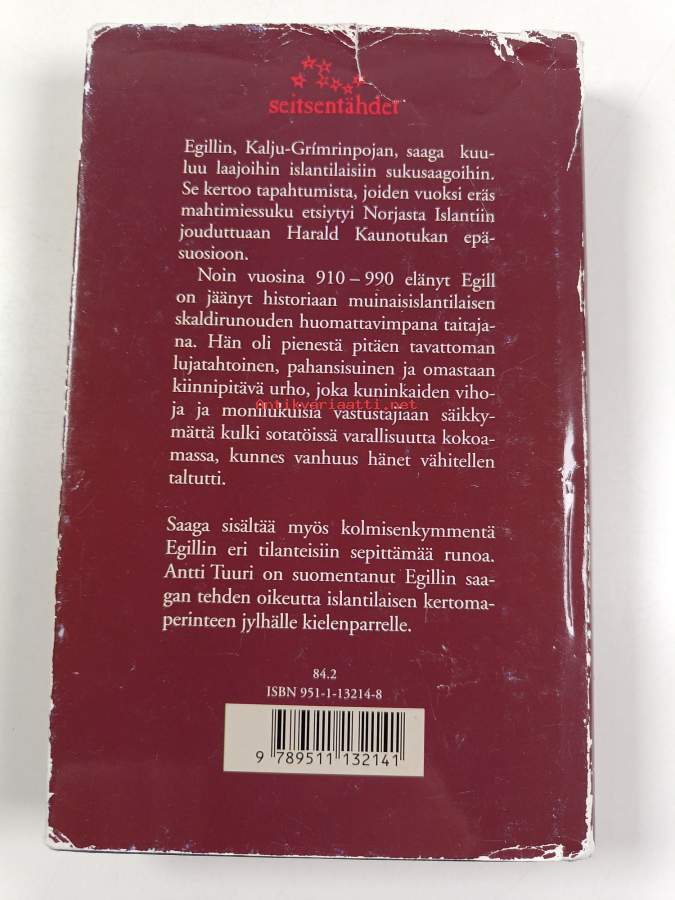 seitsentähdet
Egillin, Kalju-Grímrinpojan, saaga kuu-
luu laajoihin islantilaisiin sukusaagoihin.
Se kertoo tapahtumista, joiden vuoksi eräs
mahtimiessuku etsiytyi Norjasta Islantiin
jouduttuaan Harald Kaunotukan epä-
suosioon.
Noin vuosina 910 – 990 elänyt Egill
on jäänyt historiaan muinaisislantilaisen
skaldirunouden huomattavimpana taitaja-
na. Hän oli pienestä pitäen tavattoman
lujatahtoinen, pahansisuinen ja omastaan
kiinnipitävä urho, joka kuninkaiden viho-
ja ja monilukuisia vastustajiaan säikky-
Antikvariaatti.net
mättä kulki sotatöissä varallisuutta kokoa-
massa, kunnes vanhuus hänet vähitellen
taltutti.
Saaga sisältää myös kolmisenkymmentä
Egillin eri tilanteisiin sepittämää runoa.
Antti Tuuri on suomentanut Egillin saa-
gan tehden oikeutta islantilaisen kertoma-
perinteen jylhälle kielenparrelle.
84.2
ISBN 951-1-13214-8
9 789511 132141